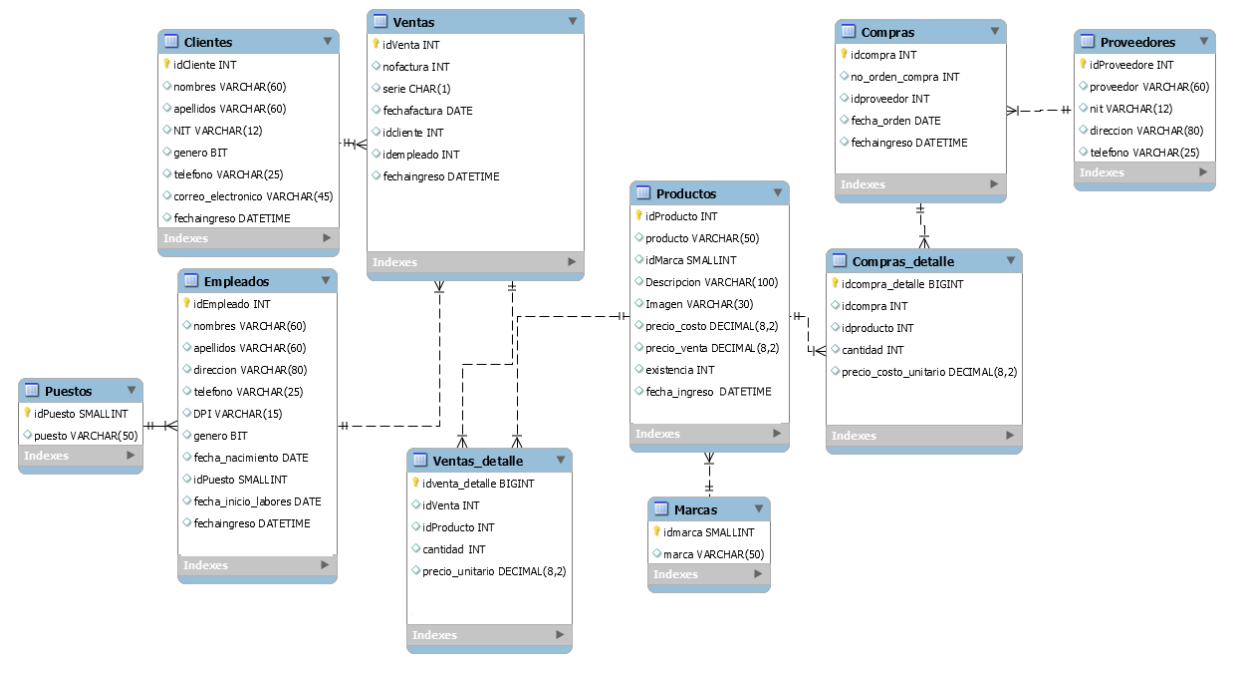 Clientes
idCliente INT
nombres VARCHAR(60)
apellidos VARCHAR(60)
NIT VARCHAR(12)
genero BIT
telefono VARCHAR(25)
correo_electronico VARCHAR(45)
fechaingreso DATETIME
Indexes
Ventas
idVenta INT
nofactura INT
serie CHAR(1)
fechafactura DATE
idcliente INT
idempleado INT
fechaingreso DATETIME
Indexes
Compras
idcompra INT
no_orden_compra INT
idproveedor INT
fecha_orden DATE
fechaingreso DATETIME
Indexes
Proveedores
idProveedore INT
proveedor VARCHAR(60)
nit VARCHAR(12)
direccion VARCHAR(80)
telefono VARCHAR(25)
Indexes
Productos
idProducto INT
producto VARCHAR(50)
idMarca SMALLINT
Descripcion VARCHAR(100)
Imagen VARCHAR(30)
precio_costo DECIMAL(8,2)
precio_venta DECIMAL(8,2)
existencia INT
fecha_ingreso DATETIME
Indexes
Compras_detalle
idcompra_detalle BIGINT
idcompra INT
idproducto INT
cantidad INT
precio_costo_unitario DECIMAL(8,2)
Indexes
Empleados
idEmpleado INT
nombres VARCHAR(60)
apellidos VARCHAR(60)
direccion VARCHAR(80)
telefono VARCHAR(25)
DPI VARCHAR(15)
genero BIT
fecha_nacimiento DATE
idPuesto SMALLINT
fecha_inicio_labores DATE
fechaingreso DATETIME
Indexes
Puestos
idPuesto SMALLINT
puesto VARCHAR(50)
Indexes
Ventas_detalle
idventa_detalle BIGINT
idVenta INT
idProducto INT
cantidad INT
precio_unitario DECIMAL(8,2)
Indexes
Marcas
idmarca SMALLINT
marca VARCHAR(50)
Indexes